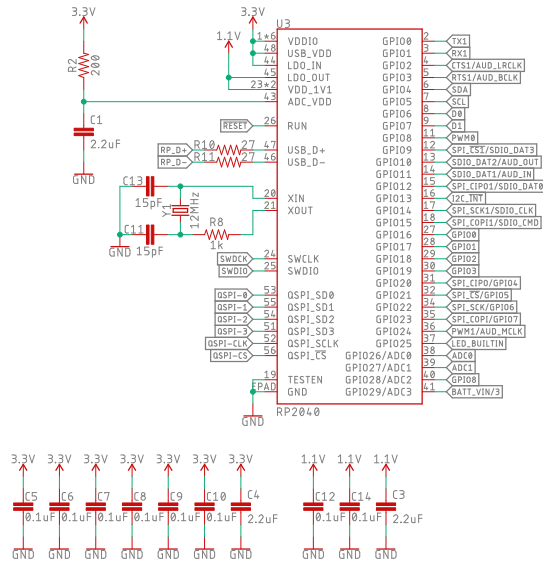 3.3V 3.3V U3
1.1V
R2 200
C1
2.2uF
GND
1*6 VDDIO
48 USB_VDD
44 LDO_IN
45 LDO_OUT
23*2 VDD_1V1
43 ADC_VDD
RESET 26 RUN
RP_D+ R10 27 47 USB_D+
RP_D- R11 27 46 USB_D-
C13
15pF
Y1 12MHz
20 XIN
21 XOUT
R8
1k
C11
15pF
GND
SWDCK 24 SWCLK
SWDIO 25 SWDIO
QSPI-0 53 QSPI_SD0
QSPI-1 55 QSPI_SD1
QSPI-2 54 QSPI_SD2
QSPI-3 51 QSPI_SD3
QSPI-CLK 52 QSPI_SCLK
QSPI-CS 56 QSPI_CS
19 TESTEN
EPAD GND
GND
RP2040
GPIO0 2 TX1
GPIO1 3 RX1
GPIO2 4 CTS1/AUD_LRCLK
GPIO3 5 RTS1/AUD_BCLK
GPIO4 6 SDA
GPIO5 7 SCL
GPIO6 8 D0
GPIO7 9 D1
GPIO8 11 PWM0
GPIO9 12 SPI_CS1/SDIO_DAT3
GPIO10 13 SDIO_DAT2/AUD_OUT
GPIO11 14 SDIO_DAT1/AUD_IN
GPIO12 15 SPI_CIPO1/SDIO_DAT0
GPIO13 16 I2C_INT
GPIO14 17 SPI_SCK1/SDIO_CLK
GPIO15 18 SPI_COPI1/SDIO_CMD
GPIO16 27 GPIO0
GPIO17 28 GPIO1
GPIO18 29 GPIO2
GPIO19 30 GPIO3
GPIO20 31 SPI_CIPO/GPIO4
GPIO21 32 SPI_CS/GPIO5
GPIO22 34 SPI_SCK/GPIO6
GPIO23 35 SPI_COPI/GPIO7
GPIO24 36 PWM1/AUD_MCLK
GPIO25 37 LED_BUILTIN
GPIO26/ADC0 38 ADC0
GPIO27/ADC1 39 ADC1
GPIO28/ADC2 40 GPIO8
GPIO29/ADC3 41 BATT_VIN/3
3.3V 3.3V 3.3V 3.3V 3.3V 3.3V 3.3V 1.1V 1.1V 1.1V
C5 C6 C7 C8 C9 C10 C4 C12 C14 C3
0.1uF 0.1uF 0.1uF 0.1uF 0.1uF 0.1uF 2.2uF 0.1uF 0.1uF 2.2uF
GND GND GND GND GND GND GND GND GND GND